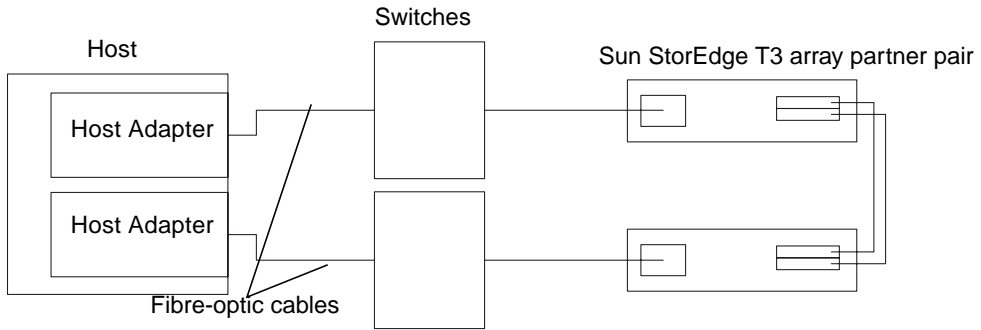 Switches
Host
Sun StorEdge T3 array partner pair
Host Adapter
Host Adapter
Fibre-optic cables